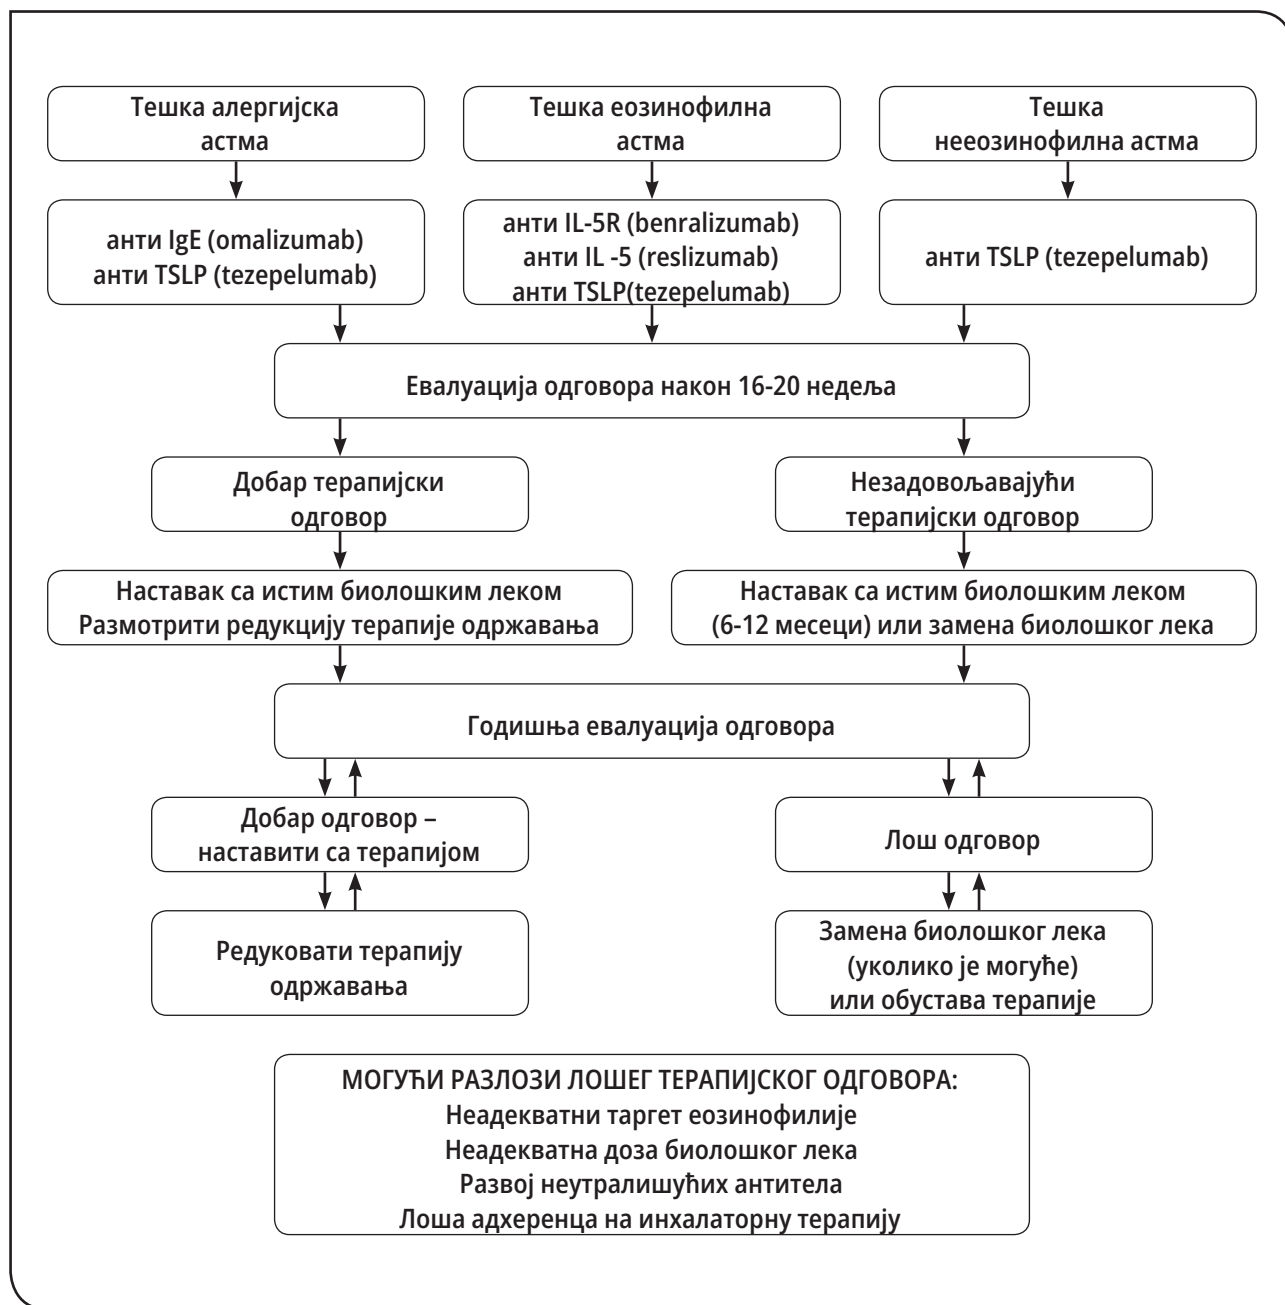 Тешка алергијска
астма
Тешка еозинофилна
астма
Тешка
нееозинофилна астма
анти IgE (omalizumab)
анти TSLP (tezepelumab)
анти IL-5R (benralizumab)
анти IL -5 (reslizumab)
анти TSLP(tezepelumab)
анти TSLP (tezepelumab)
Евалуација одговора након 16-20 недеља
Добар терапијски
одговор
Незадовољавајући
терапијски одговор
Наставак са истим биолошким леком
Размотрити редукцију терапије одржавања
Наставак са истим биолошким леком
(6-12 месеци) или замена биолошког лека
Годишња евалуација одговора
Добар одговор –
наставити са терапијом
Лош одговор
Редуковати терапију
одржавања
Замена биолошког лека
(уколико је могуће)
или обустава терапије
МОГУЋИ РАЗЛОЗИ ЛОШЕГ ТЕРАПИЈСКОГ ОДГОВОРА:
Неадекватни таргет еозинофилије
Неадекватна доза биолошког лека
Развој неутралишућих антитела
Лоша адхеренца на инхалаторну терапију